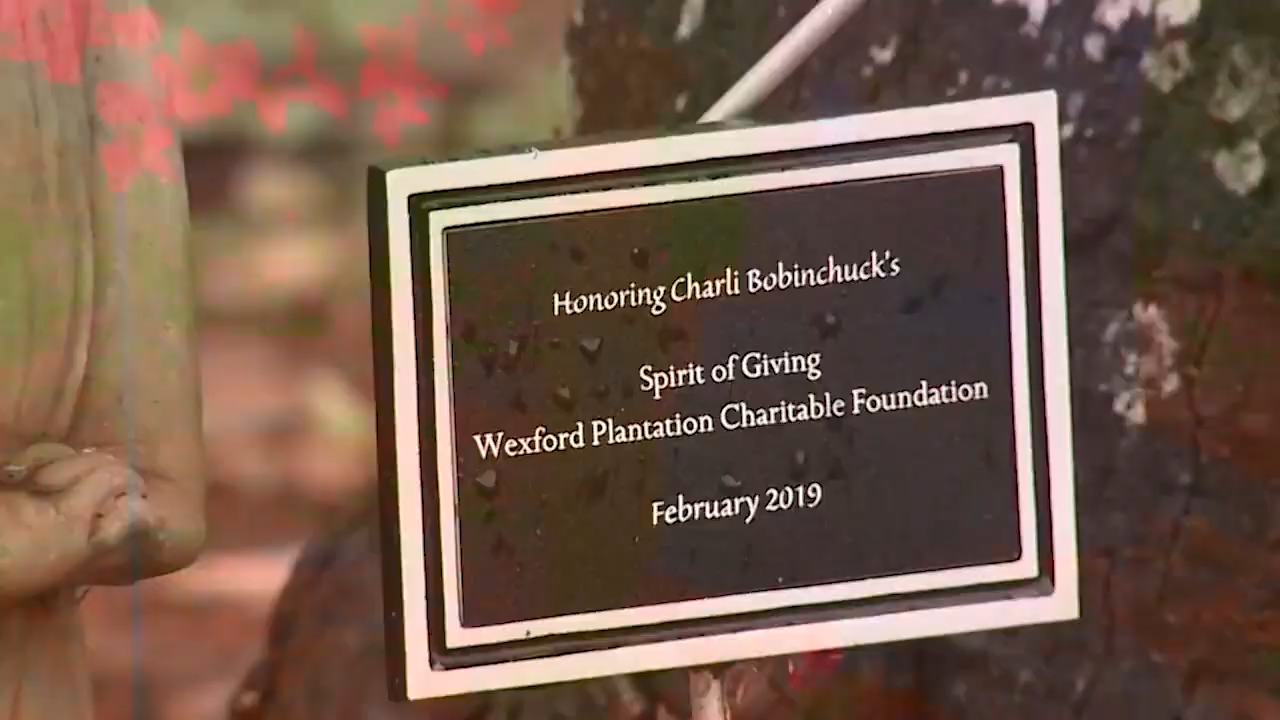 Honoring Charli Bobinchuck's
Spirit of Giving
Wexford Plantation Charitable Foundation
February 2019